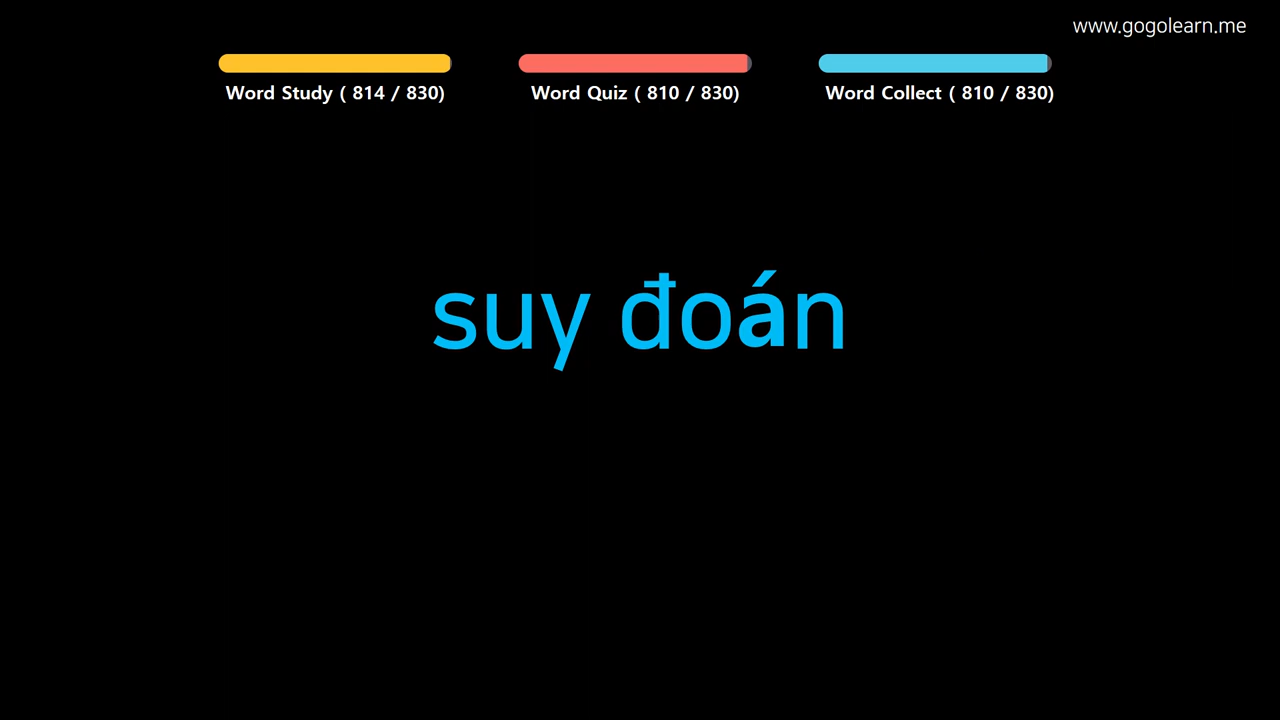 www.gogolearn.me
Word Study ( 814 / 830)
Word Quiz ( 810 / 830)
Word Collect ( 810 / 830)
suy đoán